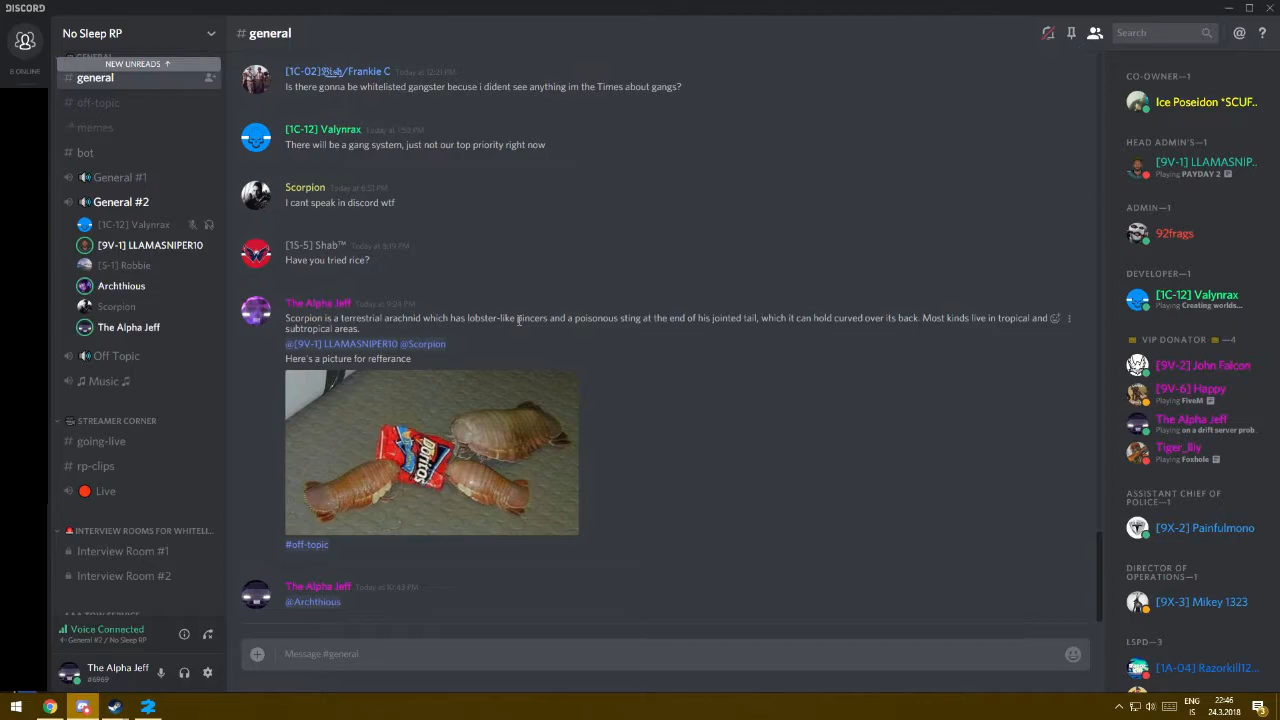 DISCORD
No Sleep RP
# general
Search
8 ONLINE
GENERAL
NEW UNREADS ↑
# general
off-topic
memes
# bot
General #1
General #2
[1C-12] Valynrax
[9V-1] LLAMASNIPER10
[S-1] Robbie
Archthious
Scorpion
The Alpha Jeff
Off Topic
♫ Music ♫
STREAMER CORNER
# going-live
# rp-clips
Live
INTERVIEW ROOMS FOR WHITELI...
Interview Room #1
Interview Room #2
Voice Connected
General #2 / No Sleep RP
The Alpha Jeff
#6969
/Frankie C Today at 12:21 PM
Is there gonna be whitelisted gangster becuse i dident see anything im the Times about gangs?
[1C-12] Valynrax Today at 1:50 PM
There will be a gang system, just not our top priority right now
Scorpion Today at 6:51 PM
I cant speak in discord wtf
[1S-5] Shab™ Today at 8:19 PM
Have you tried rice?
The Alpha Jeff Today at 9:24 PM
Scorpion is a terrestrial arachnid which has lobster-like pincers and a poisonous sting at the end of his jointed tail, which it can hold curved over its back. Most kinds live in tropical and
subtropical areas.
@[9V-1] LLAMASNIPER10 @Scorpion
Here's a picture for refferance
Doritos
#off-topic
The Alpha Jeff Today at 10:43 PM
@Archthious
Message #general
CO-OWNER—1
Ice Poseidon *SCUF..
HEAD ADMIN'S—1
[9V-1] LLAMASNIP..
Playing PAYDAY 2
ADMIN—1
92frags
DEVELOPER—1
[1C-12] Valynrax
Playing Creating worlds...
VIP DONATOR —4
[9V-2] John Falcon
[9V-6] Happy
Playing FiveM
The Alpha Jeff
Playing on a drift server prob..
Tiger_lily
Playing Foxhole
ASSISTANT CHIEF OF
POLICE—1
[9X-2] Painfulmono
DIRECTOR OF
OPERATIONS—1
[9X-3] Mikey 1323
LSPD—3
[1A-04] Razorkill12...
ENG
IS
22:46
24.3.2018